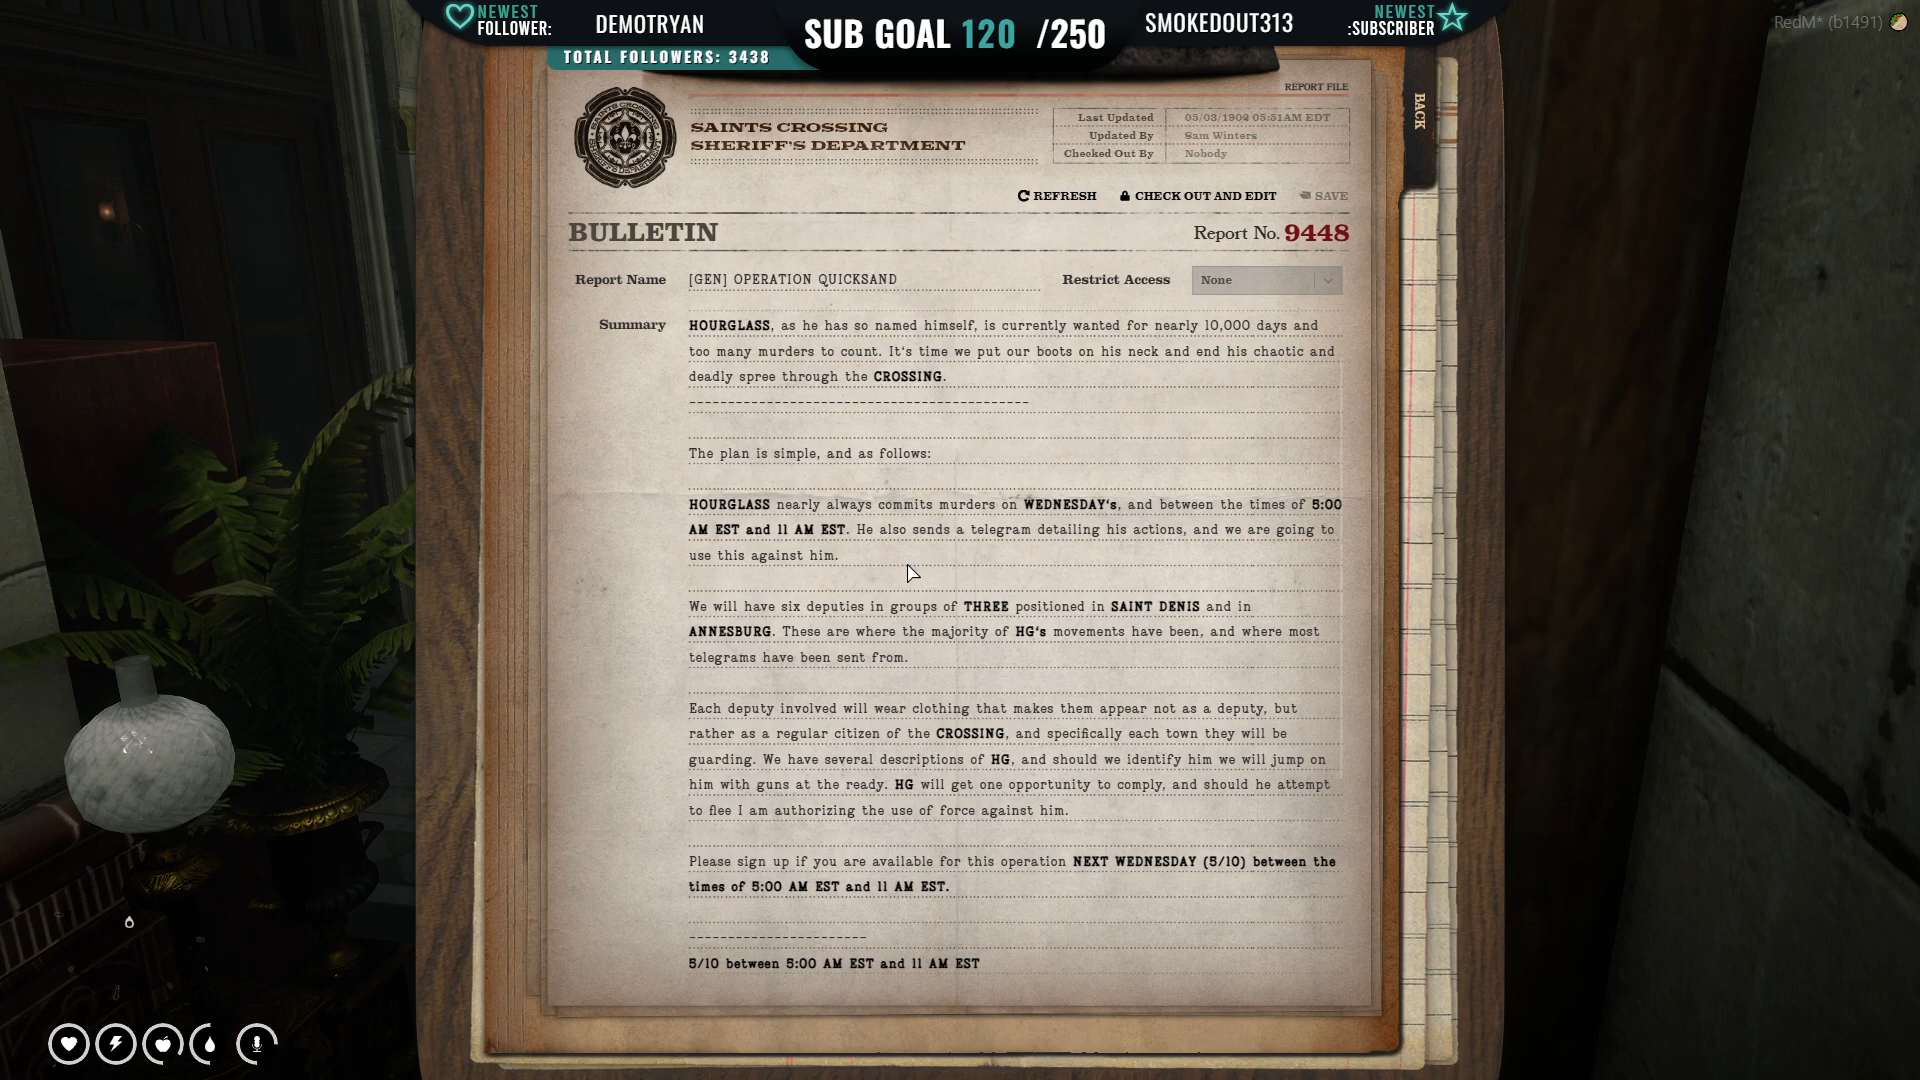 NEWEST
FOLLOWER:
DEMOTRYAN
SUB GOAL 120 /250
SMOKEDOUT313
NEWEST
:SUBSCRIBER
RedM* (b1491)
TOTAL FOLLOWERS: 3438
REPORT FILE
BACK
SAINTS CROSSING
SHERIFF'S DEPARTMENT
SAINTS CROSSING
SHERIFF'S DEPARTMENT
Last Updated 05/03/1902 05:51AM EDT
Updated By Sam Winters
Checked Out By Nobody
REFRESH CHECK OUT AND EDIT SAVE
BULLETIN
Report No. 9448
Report Name [GEN] OPERATION QUICKSAND
Restrict Access None
Summary
HOURGLASS, as he has so named himself, is currently wanted for nearly 10,000 days and
too many murders to count. It's time we put our boots on his neck and end his chaotic and
deadly spree through the CROSSING.
--------------------------------------------
The plan is simple, and as follows:
HOURGLASS nearly always commits murders on WEDNESDAY's, and between the times of 5:00
AM EST and 11 AM EST. He also sends a telegram detailing his actions, and we are going to
use this against him.
We will have six deputies in groups of THREE positioned in SAINT DENIS and in
ANNESBURG. These are where the majority of HG's movements have been, and where most
telegrams have been sent from.
Each deputy involved will wear clothing that makes them appear not as a deputy, but
rather as a regular citizen of the CROSSING, and specifically each town they will be
guarding. We have several descriptions of HG, and should we identify him we will jump on
him with guns at the ready. HG will get one opportunity to comply, and should he attempt
to flee I am authorizing the use of force against him.
Please sign up if you are available for this operation NEXT WEDNESDAY (5/10) between the
times of 5:00 AM EST and 11 AM EST.
-----------------------
5/10 between 5:00 AM EST and 11 AM EST